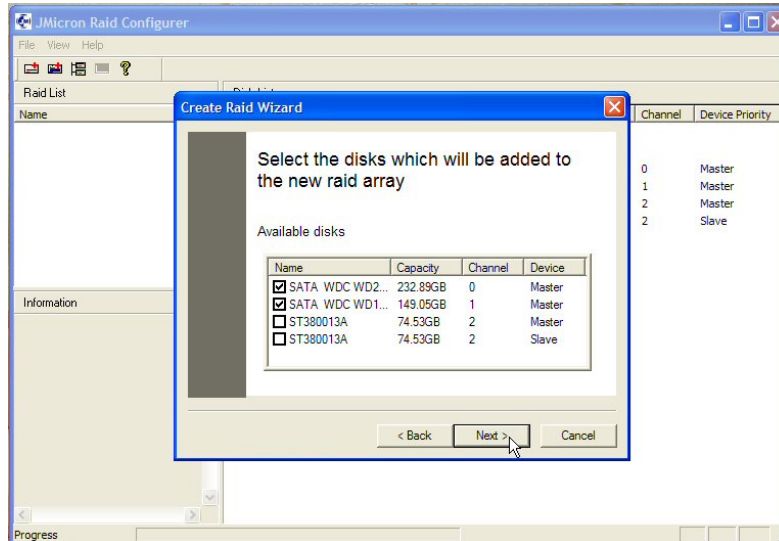 JMicron Raid Configurer
File View Help
Raid List
Name
Channel Device Priority
0 Master
1 Master
2 Master
2 Slave
Information
Progress
Create Raid Wizard
Select the disks which will be added to
the new raid array
Available disks
Name Capacity Channel Device
SATA WDC WD2... 232.89GB 0 Master
SATA WDC WD1... 149.05GB 1 Master
ST380013A 74.53GB 2 Master
ST380013A 74.53GB 2 Slave
< Back Next > Cancel